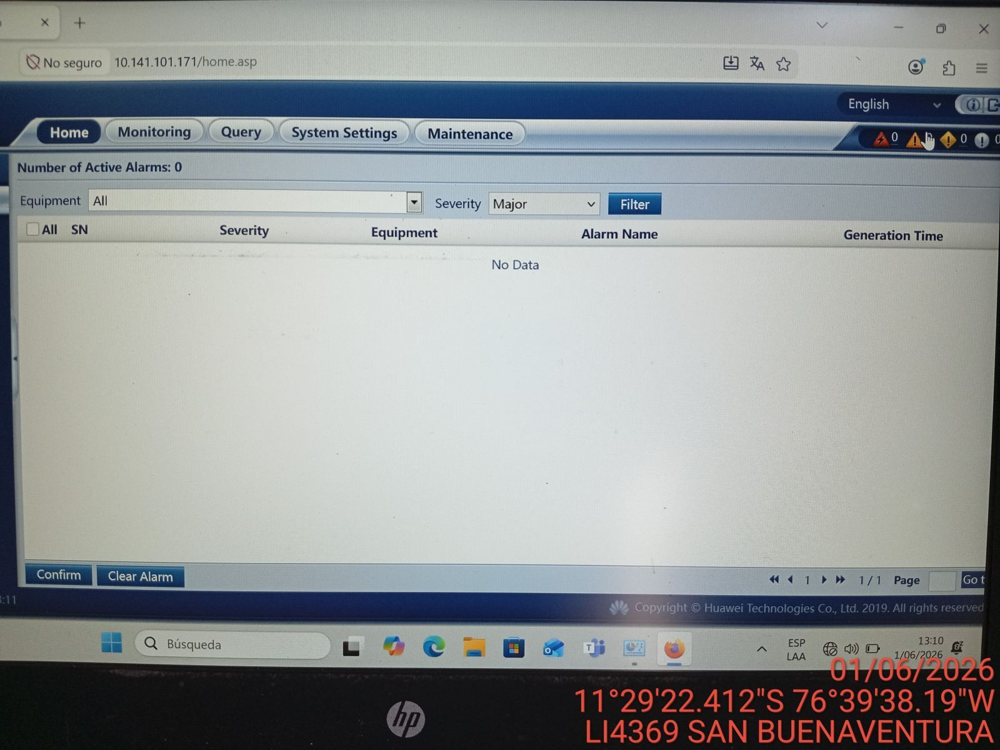 No seguro 10.141.101.171/home.asp
English
Home Monitoring Query System Settings Maintenance
0 0
Number of Active Alarms: 0
Equipment All Severity Major Filter
All SN Severity Equipment Alarm Name Generation Time
No Data
Confirm Clear Alarm
1 1 / 1 Page Go t
:11
Copyright © Huawei Technologies Co., Ltd. 2019. All rights reserved
Búsqueda
ESP
LAA
13:10
1/06/2026
hp
01/06/2026
11°29'22.412"S 76°39'38.19"W
LI4369 SAN BUENAVENTURA